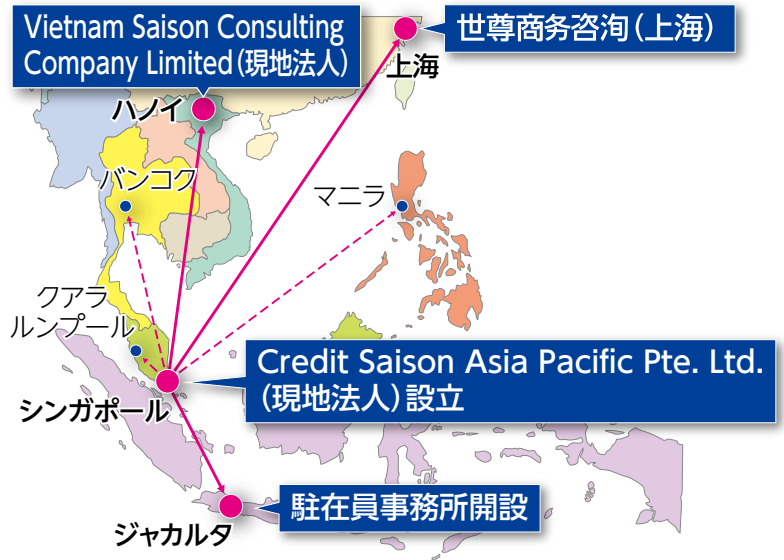 Vietnam Saison Consulting
Company Limited（現地法人）
世尊商务咨洵（上海）
上海
ハノイ
バンコク
マニラ
クアラ
ルンプール
Credit Saison Asia Pacific Pte. Ltd.
（現地法人）設立
シンガポール
駐在員事務所開設
ジャカルタ